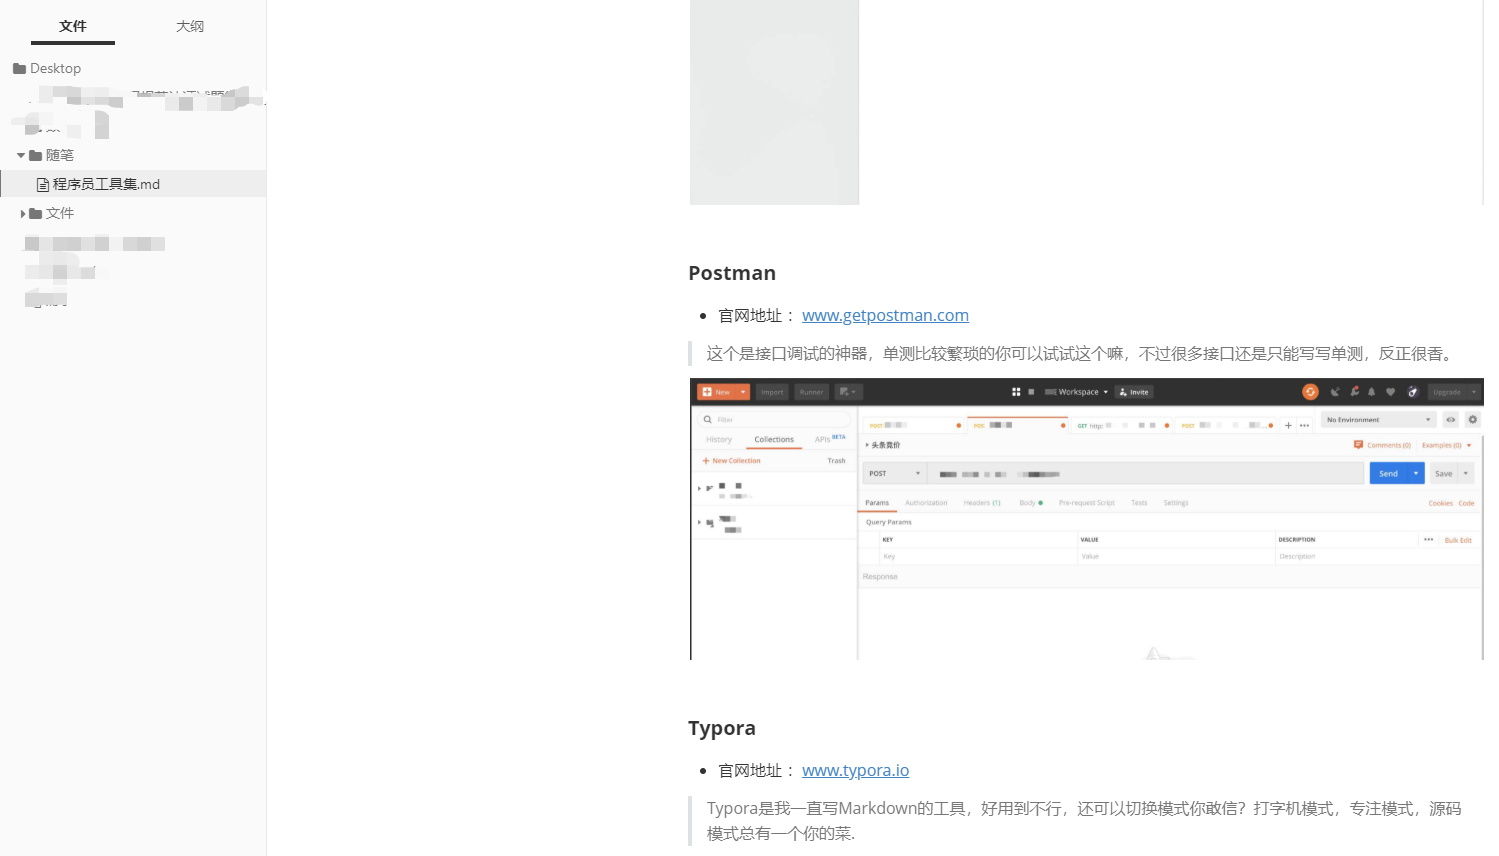 文件
大纲
Desktop
随笔
程序员工具集.md
文件
Postman
官网地址 ： www.getpostman.com
这个是接口调试的神器，单测比较繁琐的你可以试试这个嘛，不过很多接口还是只能写写单测，反正很香。
New Import Runner Workspace Invite Upgrade
Filter
History Collections APIs BETA
New Collection Trash
POST
POST
GET http:
POST
No Environment
头条竞价
Comments (0) Examples (0)
POST Send Save
Params Authorization Headers (1) Body Pre-request Script Tests Settings Cookies Code
Query Params
KEY VALUE DESCRIPTION Bulk Edit
Key Value Description
Response
Typora
官网地址 ： www.typora.io
Typora是我一直写Markdown的工具，好用到不行，还可以切换模式你敢信？打字机模式，专注模式，源码
模式总有一个你的菜.